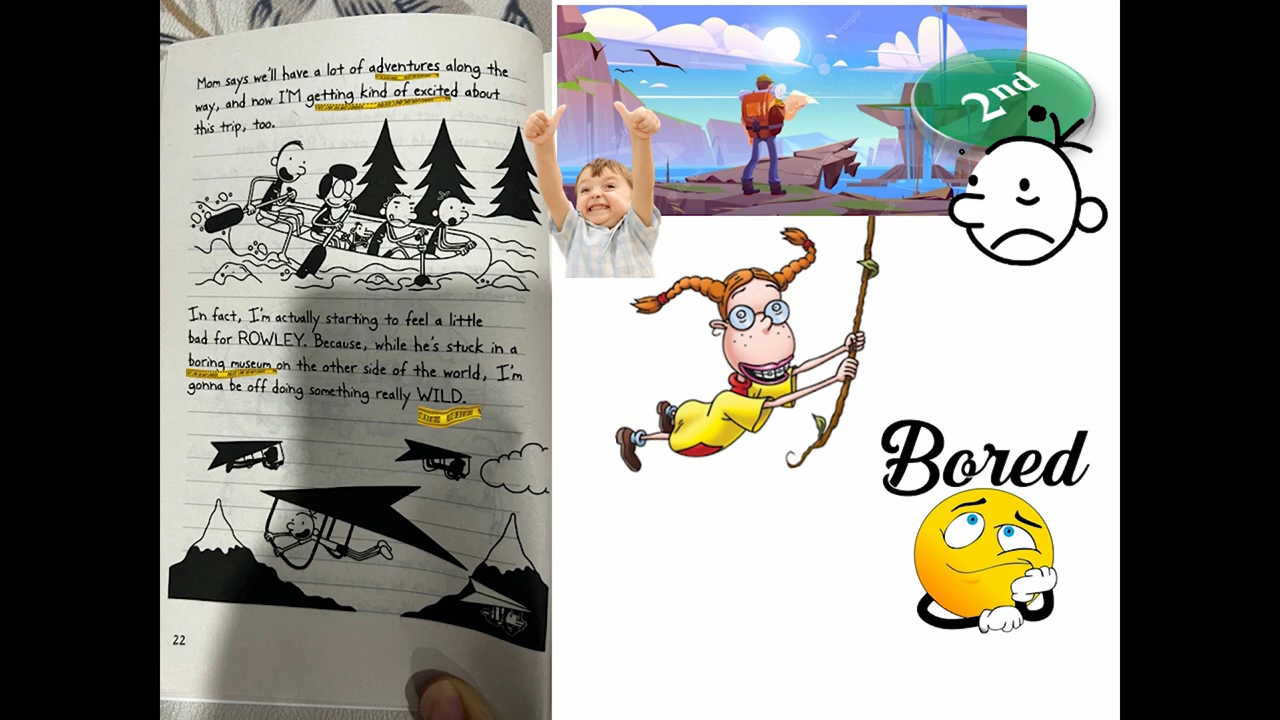 Mom says we'll have a lot of adventures along the
way, and now I'M getting kind of excited about
this trip, too.
In fact, I'm actually starting to feel a little
bad for ROWLEY. Because, while he's stuck in a
boring museum on the other side of the world, I'm
gonna be off doing something really WILD.
22
2nd
Bored